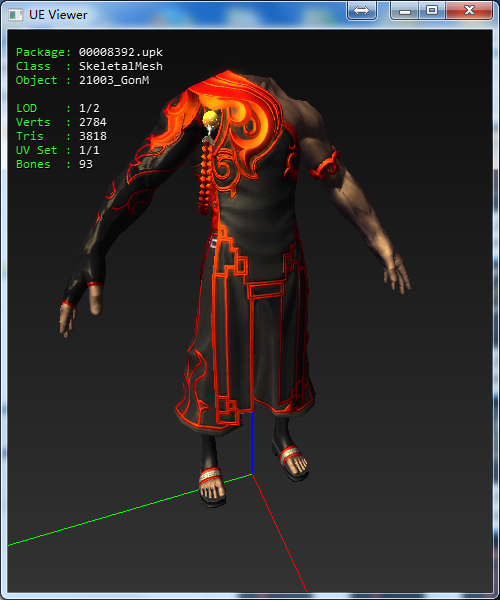 UE Viewer
Package: 00008392.upk
Class  : SkeletalMesh
Object : 21003_GonM
LOD    : 1/2
Verts  : 2784
Tris   : 3818
UV Set : 1/1
Bones  : 93